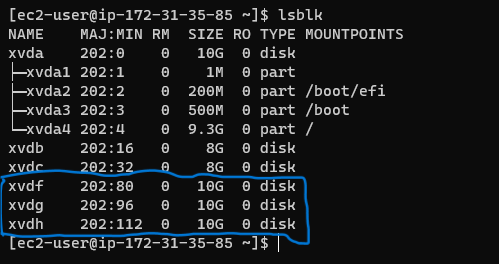 [ec2-user@ip-172-31-35-85 ~]$ lsblk
NAME    MAJ:MIN RM  SIZE RO TYPE MOUNTPOINTS
xvda    202:0    0   10G  0 disk
├─xvda1 202:1    0    1M  0 part
├─xvda2 202:2    0  200M  0 part /boot/efi
├─xvda3 202:3    0  500M  0 part /boot
└─xvda4 202:4    0  9.3G  0 part /
xvdb    202:16   0    8G  0 disk
xvdc    202:32   0    8G  0 disk
xvdf    202:80   0   10G  0 disk
xvdg    202:96   0   10G  0 disk
xvdh    202:112  0   10G  0 disk
[ec2-user@ip-172-31-35-85 ~]$